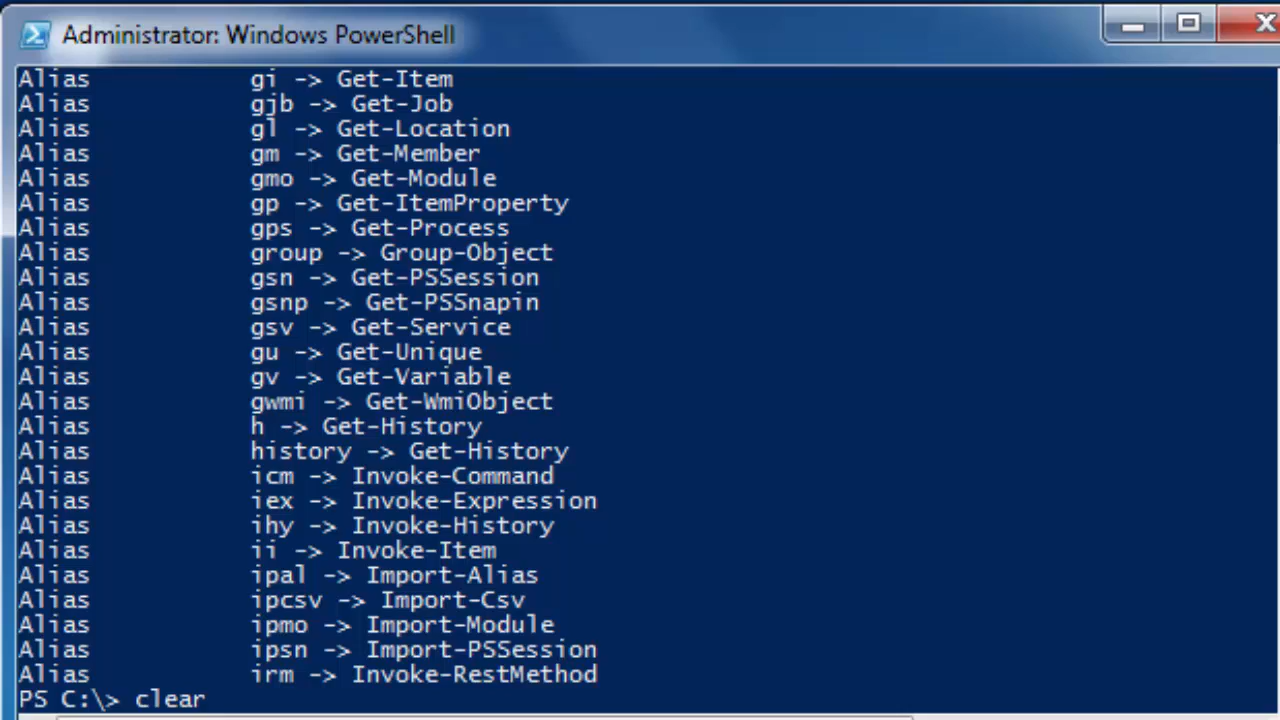 Administrator: Windows PowerShell
Alias gi -> Get-Item
Alias gjb -> Get-Job
Alias gl -> Get-Location
Alias gm -> Get-Member
Alias gmo -> Get-Module
Alias gp -> Get-ItemProperty
Alias gps -> Get-Process
Alias group -> Group-Object
Alias gsn -> Get-PSSession
Alias gsnp -> Get-PSSnapin
Alias gsv -> Get-Service
Alias gu -> Get-Unique
Alias gv -> Get-Variable
Alias gwmi -> Get-WmiObject
Alias h -> Get-History
Alias history -> Get-History
Alias icm -> Invoke-Command
Alias iex -> Invoke-Expression
Alias ihy -> Invoke-History
Alias ii -> Invoke-Item
Alias ipal -> Import-Alias
Alias ipcsv -> Import-Csv
Alias ipmo -> Import-Module
Alias ipsn -> Import-PSSession
Alias irm -> Invoke-RestMethod
PS C:\> clear